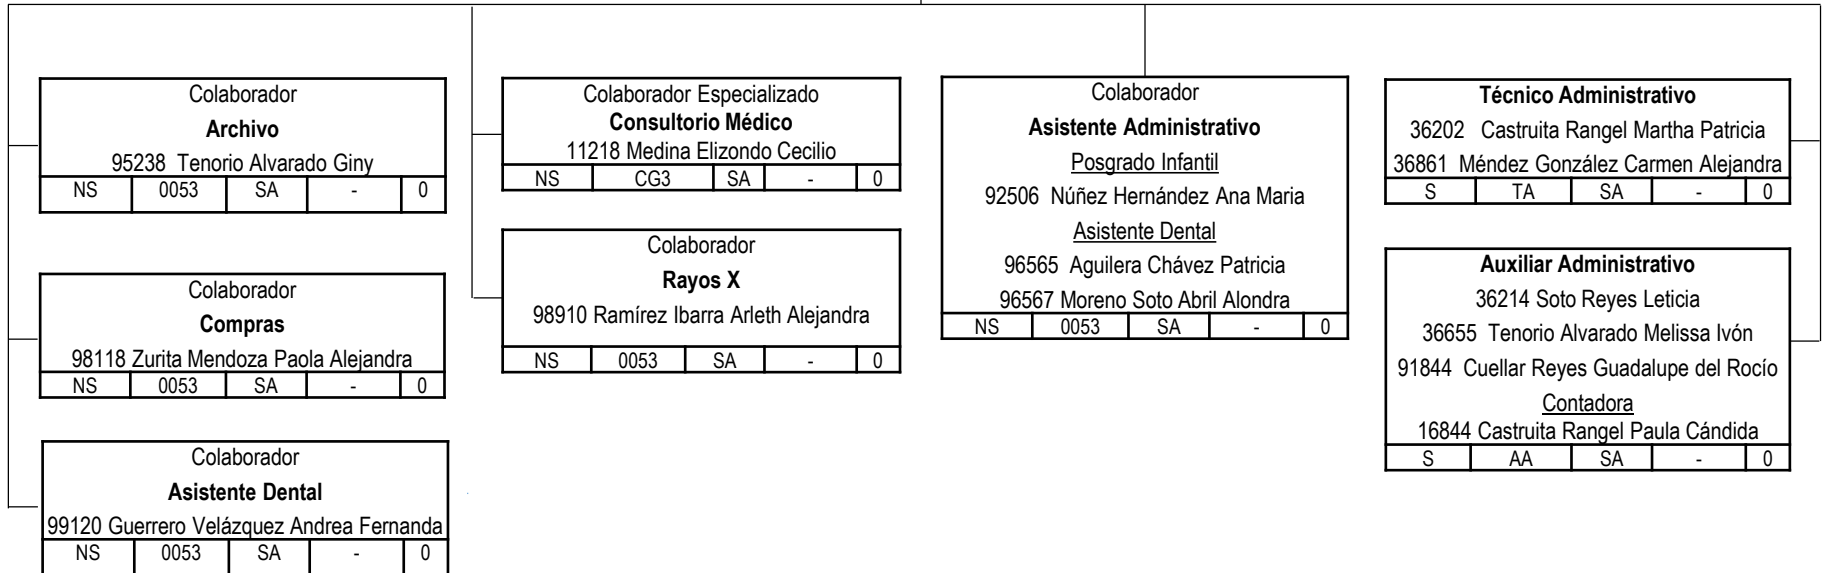 Colaborador
Archivo
95238 Tenorio Alvarado Giny
NS 0053 SA - 0
Colaborador
Compras
98118 Zurita Mendoza Paola Alejandra
NS 0053 SA - 0
Colaborador
Asistente Dental
99120 Guerrero Velázquez Andrea Fernanda
NS 0053 SA - 0
Colaborador Especializado
Consultorio Médico
11218 Medina Elizondo Cecilio
NS CG3 SA - 0
Colaborador
Rayos X
98910 Ramírez Ibarra Arleth Alejandra
NS 0053 SA - 0
Colaborador
Asistente Administrativo
Posgrado Infantil
92506 Núñez Hernández Ana Maria
Asistente Dental
96565 Aguilera Chávez Patricia
96567 Moreno Soto Abril Alondra
NS 0053 SA - 0
Técnico Administrativo
36202 Castruita Rangel Martha Patricia
36861 Méndez González Carmen Alejandra
S TA SA - 0
Auxiliar Administrativo
36214 Soto Reyes Leticia
36655 Tenorio Alvarado Melissa Ivón
91844 Cuellar Reyes Guadalupe del Rocío
Contadora
16844 Castruita Rangel Paula Cándida
S AA SA - 0